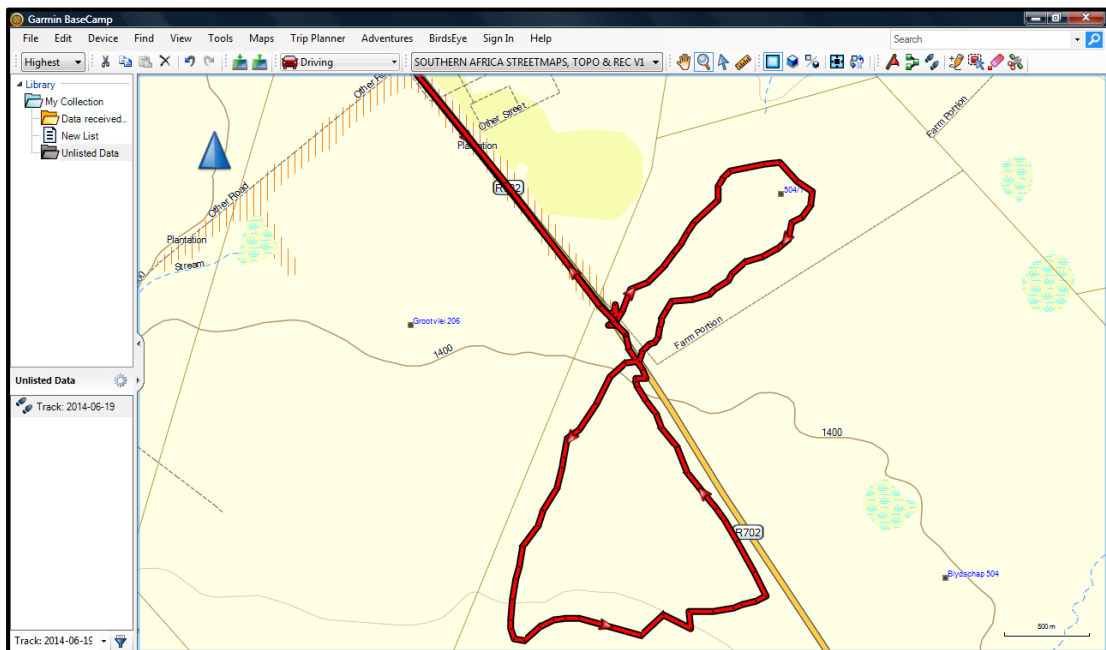 Garmin BaseCamp
File Edit Device Find View Tools Maps Trip Planner Adventures BirdsEye Sign In Help
Search
Highest
Driving
SOUTHERN AFRICA STREETMAPS, TOPO & REC V1
Library
My Collection
Data received...
New List
Unlisted Data
Unlisted Data
Track: 2014-06-19
Track: 2014-06-19
Other Street
Plantation
Farm Portion
Other Road
Plantation
Stream
Grootvlei 206
1400
Farm Portion
1400
R702
Blydschap 504
500 m